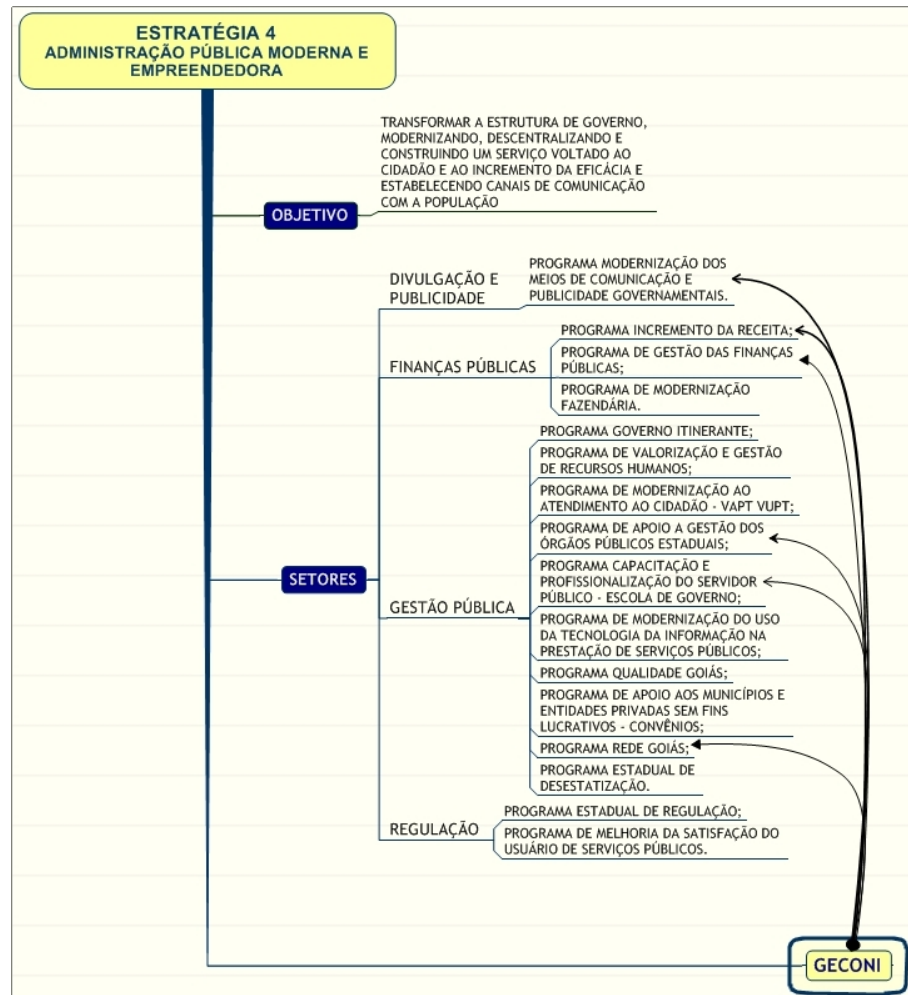 ESTRATÉGIA 4
ADMINISTRAÇÃO PÚBLICA MODERNA E
EMPREENDEDORA
TRANSFORMAR A ESTRUTURA DE GOVERNO,
MODERNIZANDO, DESCENTRALIZANDO E
CONSTRUINDO UM SERVIÇO VOLTADO AO
CIDADÃO E AO INCREMENTO DA EFICÁCIA E
ESTABELECENDO CANAIS DE COMUNICAÇÃO
COM A POPULAÇÃO
OBJETIVO
DIVULGAÇÃO E
PUBLICIDADE
PROGRAMA MODERNIZAÇÃO DOS
MEIOS DE COMUNICAÇÃO E
PUBLICIDADE GOVERNAMENTAIS.
FINANÇAS PÚBLICAS
PROGRAMA INCREMENTO DA RECEITA;
PROGRAMA DE GESTÃO DAS FINANÇAS
PÚBLICAS;
PROGRAMA DE MODERNIZAÇÃO
FAZENDÁRIA.
SETORES
GESTÃO PÚBLICA
PROGRAMA GOVERNO ITINERANTE;
PROGRAMA DE VALORIZAÇÃO E GESTÃO
DE RECURSOS HUMANOS;
PROGRAMA DE MODERNIZAÇÃO AO
ATENDIMENTO AO CIDADÃO - VAPT VUPT;
PROGRAMA DE APOIO A GESTÃO DOS
ÓRGÃOS PÚBLICOS ESTADUAIS;
PROGRAMA CAPACITAÇÃO E
PROFISSIONALIZAÇÃO DO SERVIDOR
PÚBLICO - ESCOLA DE GOVERNO;
PROGRAMA DE MODERNIZAÇÃO DO USO
DA TECNOLOGIA DA INFORMAÇÃO NA
PRESTAÇÃO DE SERVIÇOS PÚBLICOS;
PROGRAMA QUALIDADE GOIÁS;
PROGRAMA DE APOIO AOS MUNICÍPIOS E
ENTIDADES PRIVADAS SEM FINS
LUCRATIVOS - CONVÊNIOS;
PROGRAMA REDE GOIÁS;
PROGRAMA ESTADUAL DE
DESESTATIZAÇÃO.
REGULAÇÃO
PROGRAMA ESTADUAL DE REGULAÇÃO;
PROGRAMA DE MELHORIA DA SATISFAÇÃO DO
USUÁRIO DE SERVIÇOS PÚBLICOS.
GECONI